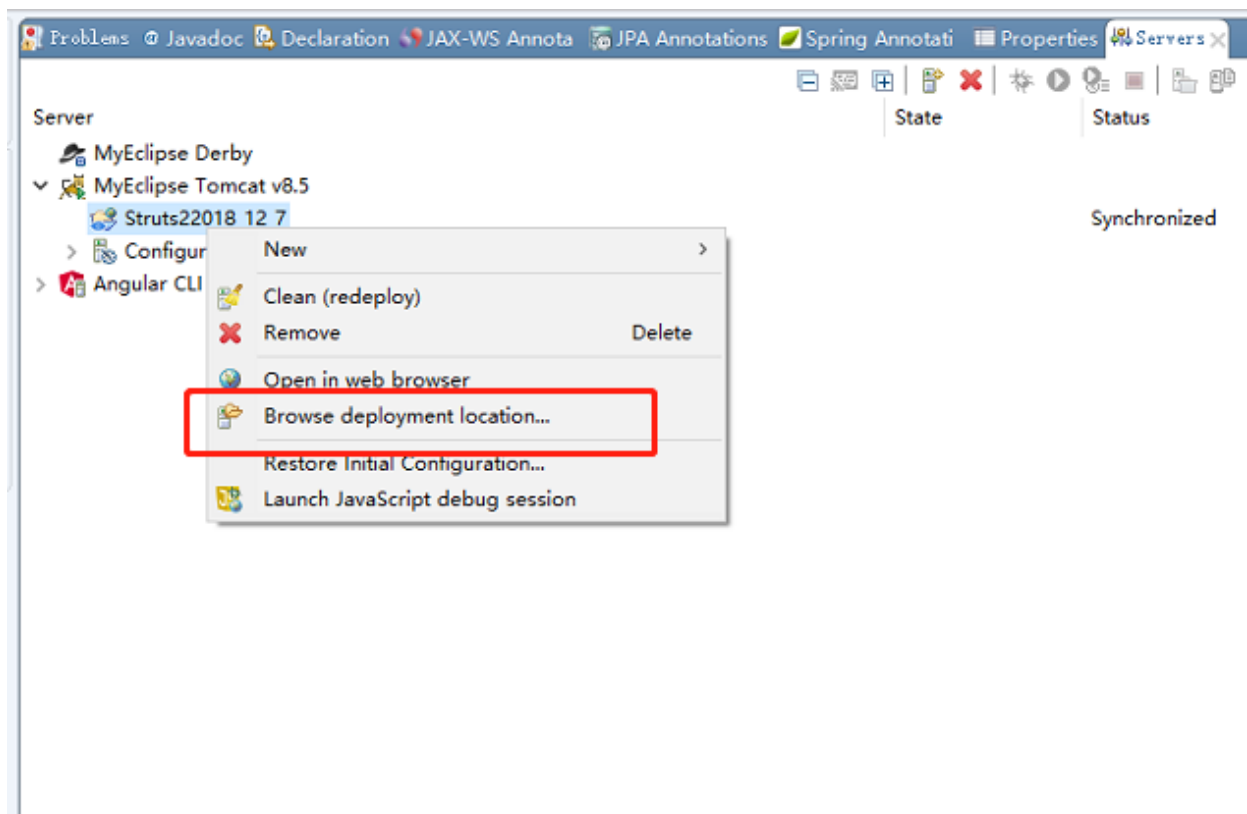 Problems @ Javadoc Declaration JAX-WS Annota JPA Annotations Spring Annotati Properties Servers
Server State Status
MyEclipse Derby
MyEclipse Tomcat v8.5
Struts22018 12 7 Synchronized
Configur
Angular CLI
New
Clean (redeploy)
Remove Delete
Open in web browser
Browse deployment location...
Restore Initial Configuration...
Launch JavaScript debug session